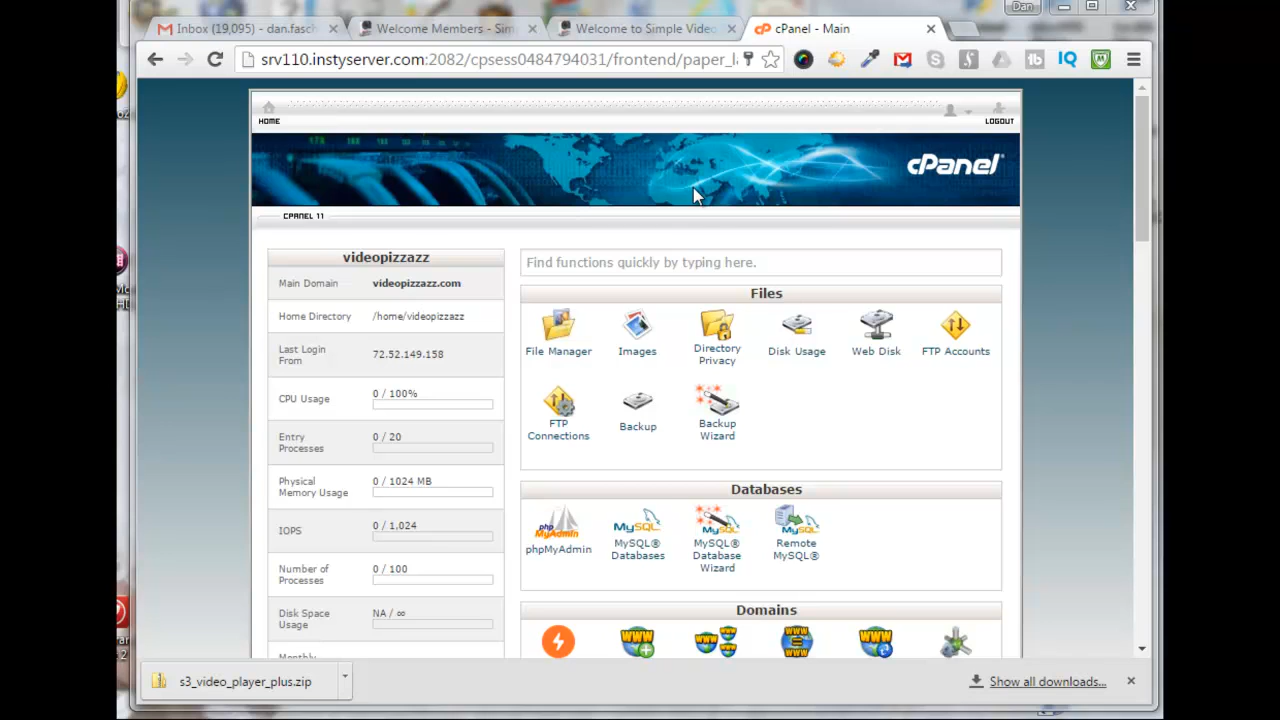 Dan
Inbox (19,095) - dan.fasch
Welcome Members - Sim
Welcome to Simple Video
cPanel - Main
srv110.instyserver.com:2082/cpsess0484794031/frontend/paper_l
HOME
LOGOUT
cPanel®
CPANEL 11
videopizzazz
Main Domain videopizzazz.com
Home Directory /home/videopizzazz
Last Login
From
72.52.149.158
CPU Usage 0 / 100%
Entry
Processes
0 / 20
Physical
Memory Usage
0 / 1024 MB
IOPS 0 / 1,024
Number of
Processes
0 / 100
Disk Space
Usage
NA / ∞
Monthly
Find functions quickly by typing here.
Files
File Manager
Images
Directory
Privacy
Disk Usage
Web Disk
FTP Accounts
FTP
Connections
Backup
Backup
Wizard
Databases
phpMyAdmin
MySQL®
Databases
MySQL®
Database
Wizard
Remote
MySQL®
Domains
s3_video_player_plus.zip
Show all downloads...